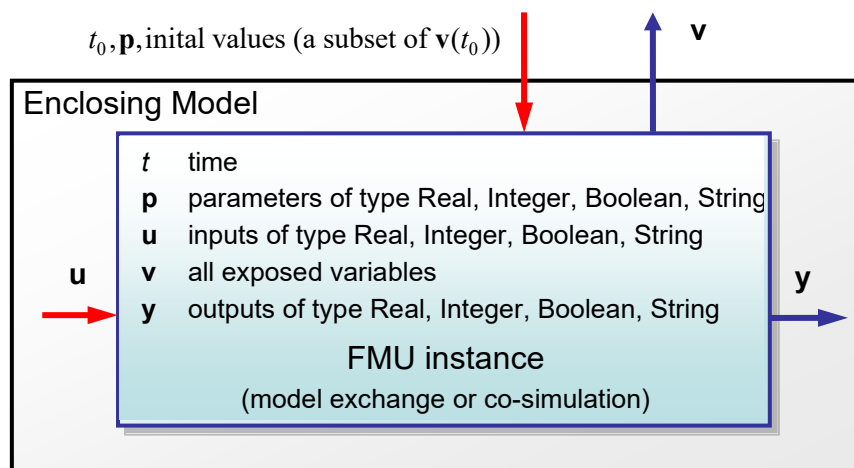 t₀, p, inital values (a subset of v(t₀))
v
Enclosing Model
t time
p parameters of type Real, Integer, Boolean, String
u inputs of type Real, Integer, Boolean, String
v all exposed variables
y outputs of type Real, Integer, Boolean, String
u
y
FMU instance
(model exchange or co-simulation)